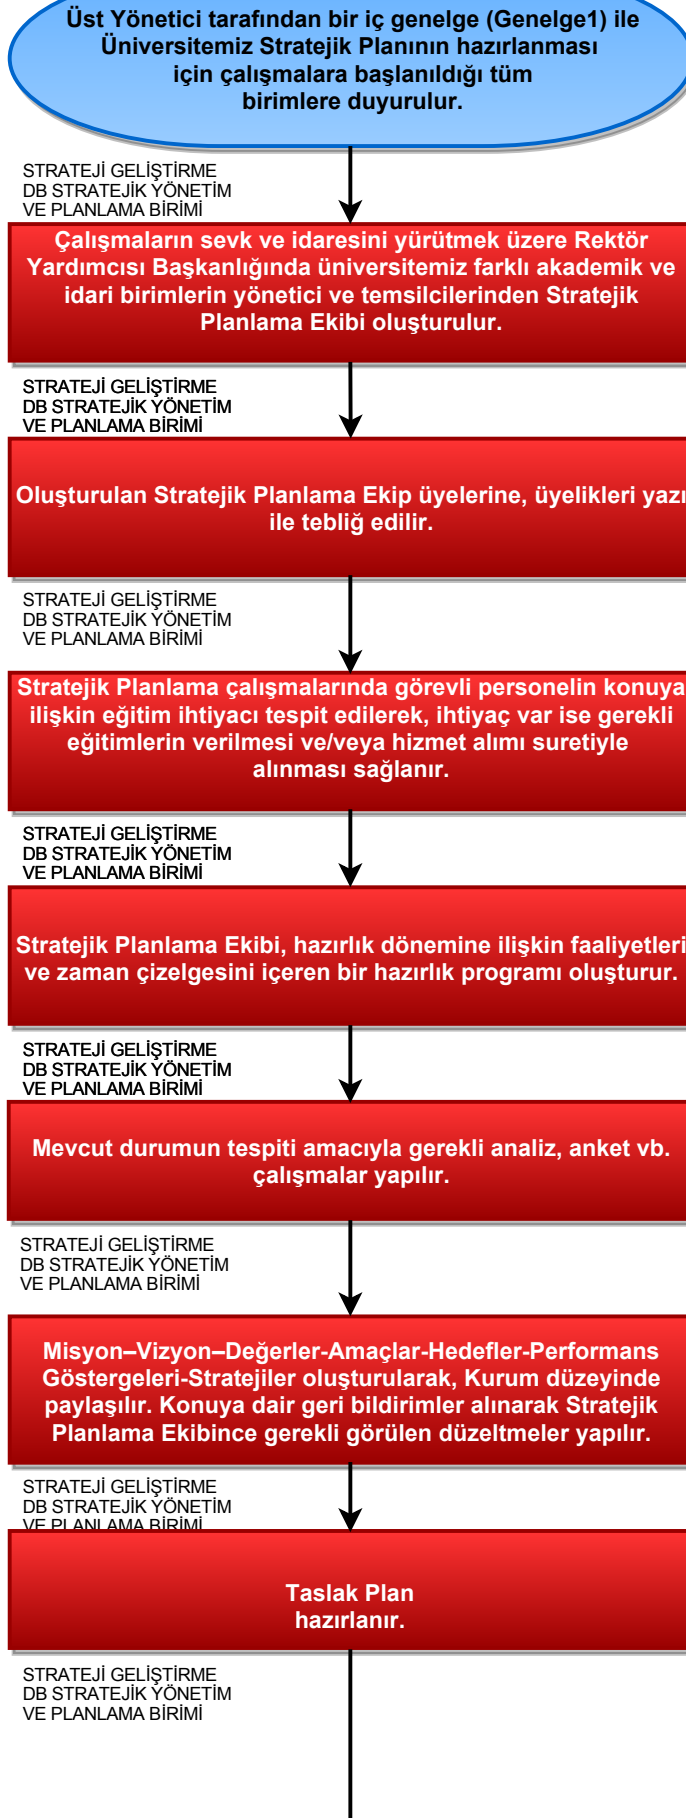 Üst Yönetici tarafından bir iç genelge (Genelge1) ile
Üniversitemiz Stratejik Planının hazırlanması
için çalışmalara başlanıldığı tüm
birimlere duyurulur.
STRATEJİ GELİŞTİRME
DB STRATEJİK YÖNETİM
VE PLANLAMA BİRİMİ
Çalışmaların sevk ve idaresini yürütmek üzere Rektör
Yardımcısı Başkanlığında üniversitemiz farklı akademik ve
idari birimlerin yönetici ve temsilcilerinden Stratejik
Planlama Ekibi oluşturulur.
STRATEJİ GELİŞTİRME
DB STRATEJİK YÖNETİM
VE PLANLAMA BİRİMİ
Oluşturulan Stratejik Planlama Ekip üyelerine, üyelikleri yazı
ile tebliğ edilir.
STRATEJİ GELİŞTİRME
DB STRATEJİK YÖNETİM
VE PLANLAMA BİRİMİ
Stratejik Planlama çalışmalarında görevli personelin konuya
ilişkin eğitim ihtiyacı tespit edilerek, ihtiyaç var ise gerekli
eğitimlerin verilmesi ve/veya hizmet alımı suretiyle
alınması sağlanır.
STRATEJİ GELİŞTİRME
DB STRATEJİK YÖNETİM
VE PLANLAMA BİRİMİ
Stratejik Planlama Ekibi, hazırlık dönemine ilişkin faaliyetleri
ve zaman çizelgesini içeren bir hazırlık programı oluşturur.
STRATEJİ GELİŞTİRME
DB STRATEJİK YÖNETİM
VE PLANLAMA BİRİMİ
Mevcut durumun tespiti amacıyla gerekli analiz, anket vb.
çalışmalar yapılır.
STRATEJİ GELİŞTİRME
DB STRATEJİK YÖNETİM
VE PLANLAMA BİRİMİ
Misyon–Vizyon–Değerler-Amaçlar-Hedefler-Performans
Göstergeleri-Stratejiler oluşturularak, Kurum düzeyinde
paylaşılır. Konuya dair geri bildirimler alınarak Stratejik
Planlama Ekibince gerekli görülen düzeltmeler yapılır.
STRATEJİ GELİŞTİRME
DB STRATEJİK YÖNETİM
VE PLANLAMA BİRİMİ
Taslak Plan
hazırlanır.
STRATEJİ GELİŞTİRME
DB STRATEJİK YÖNETİM
VE PLANLAMA BİRİMİ